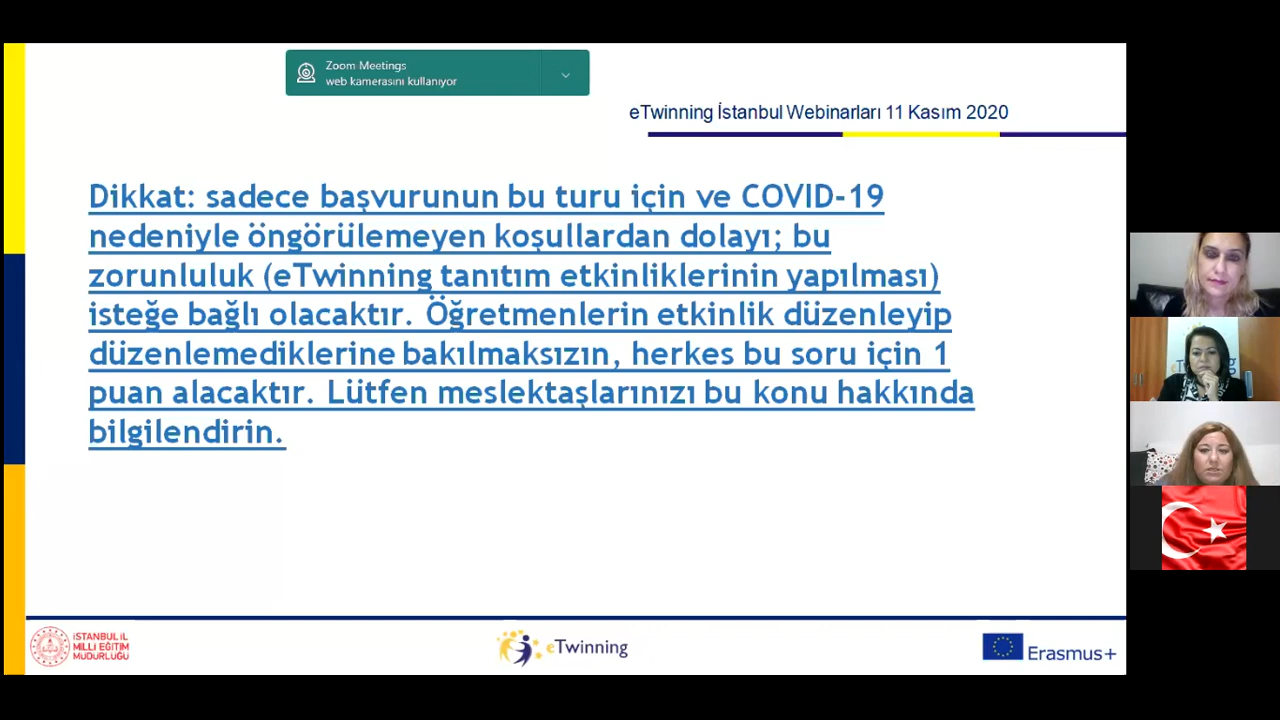 Zoom Meetings
web kamerasını kullanıyor
eTwinning İstanbul Webinarları 11 Kasım 2020
Dikkat: sadece başvurunun bu turu için ve COVID-19
nedeniyle öngörülemeyen koşullardan dolayı; bu
zorunluluk (eTwinning tanıtım etkinliklerinin yapılması)
isteğe bağlı olacaktır. Öğretmenlerin etkinlik düzenleyip
düzenlemediklerine bakılmaksızın, herkes bu soru için 1
puan alacaktır. Lütfen meslektaşlarınızı bu konu hakkında
bilgilendirin.
İSTANBUL İL
MİLLİ EĞİTİM
MÜDÜRLÜĞÜ
eTwinning
Erasmus+